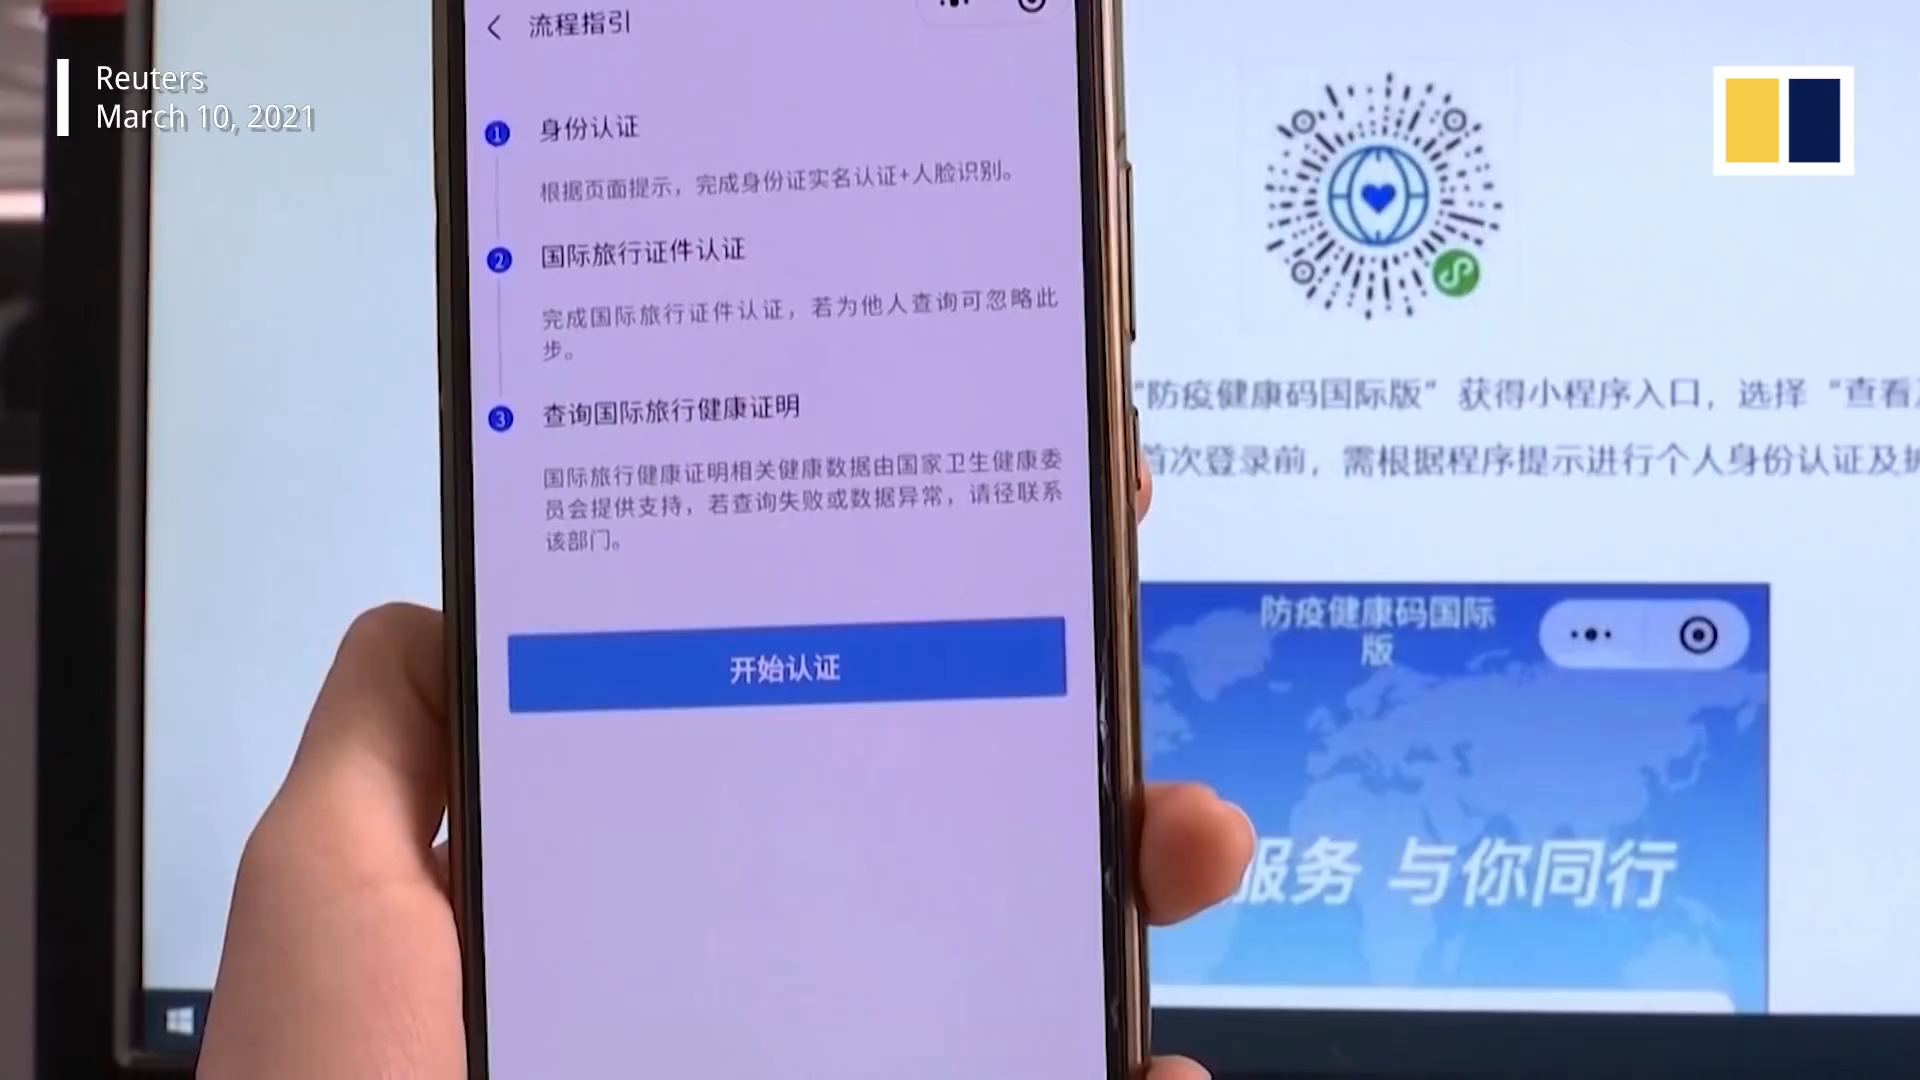 Reuters
March 10, 2021
流程指引
身份认证
根据页面提示，完成身份证实名认证+人脸识别。
国际旅行证件认证
完成国际旅行证件认证，若为他人查询可忽略此
步。
查询国际旅行健康证明
国际旅行健康证明相关健康数据由国家卫生健康委
员会提供支持，若查询失败或数据异常，请径联系
该部门。
开始认证
“防疫健康码国际版”获得小程序入口，选择“查看
首次登录前，需根据程序提示进行个人身份认证及
防疫健康码国际
版
服务 与你同行